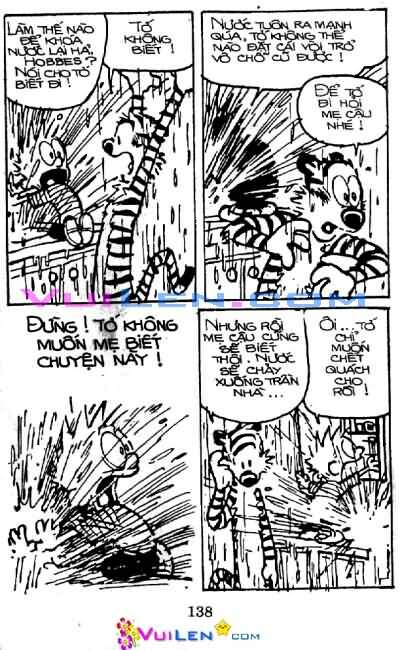 LÀM THẾ NÀO
ĐỂ KHÓA
NƯỚC LẠI HẢ,
HOBBES?
NÓI CHO TỚ
BIẾT ĐI!
TỚ
KHÔNG
BIẾT!
NƯỚC TUÔN RA MẠNH
QÚA, TỚ KHÔNG THỂ
NÀO ĐẶT CÁI VÒI TRỞ
VÔ CHỖ CŨ ĐƯỢC!
ĐỂ TỚ
ĐI HỎI
MẸ CẬU
NHÉ!
VUILEN.COM
ĐỪNG! TỚ KHÔNG
MUỐN MẸ BIẾT
CHUYỆN NÀY!
NHƯNG RỒI
MẸ CẬU CŨNG
SẼ BIẾT
THÔI. NƯỚC
SẼ CHẢY
XUỐNG TRẦN
NHÀ...
ÔI... TỚ
CHỈ
MUỐN
CHẾT
QUÁCH
CHO
RỒI!
138
VUILEN.COM